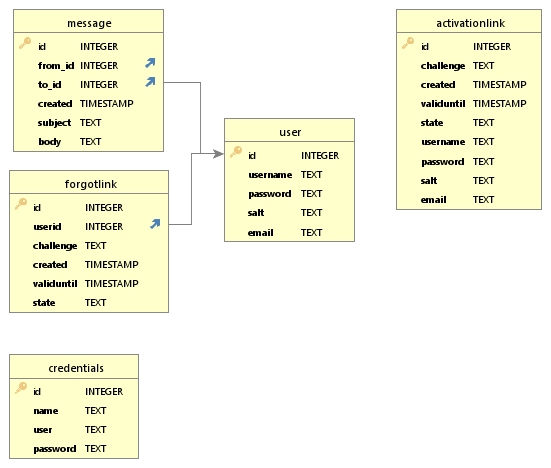 message
id INTEGER
from_id INTEGER
to_id INTEGER
created TIMESTAMP
subject TEXT
body TEXT
activationlink
id INTEGER
challenge TEXT
created TIMESTAMP
validuntil TIMESTAMP
state TEXT
username TEXT
password TEXT
salt TEXT
email TEXT
user
id INTEGER
username TEXT
password TEXT
salt TEXT
email TEXT
forgotlink
id INTEGER
userid INTEGER
challenge TEXT
created TIMESTAMP
validuntil TIMESTAMP
state TEXT
credentials
id INTEGER
name TEXT
user TEXT
password TEXT